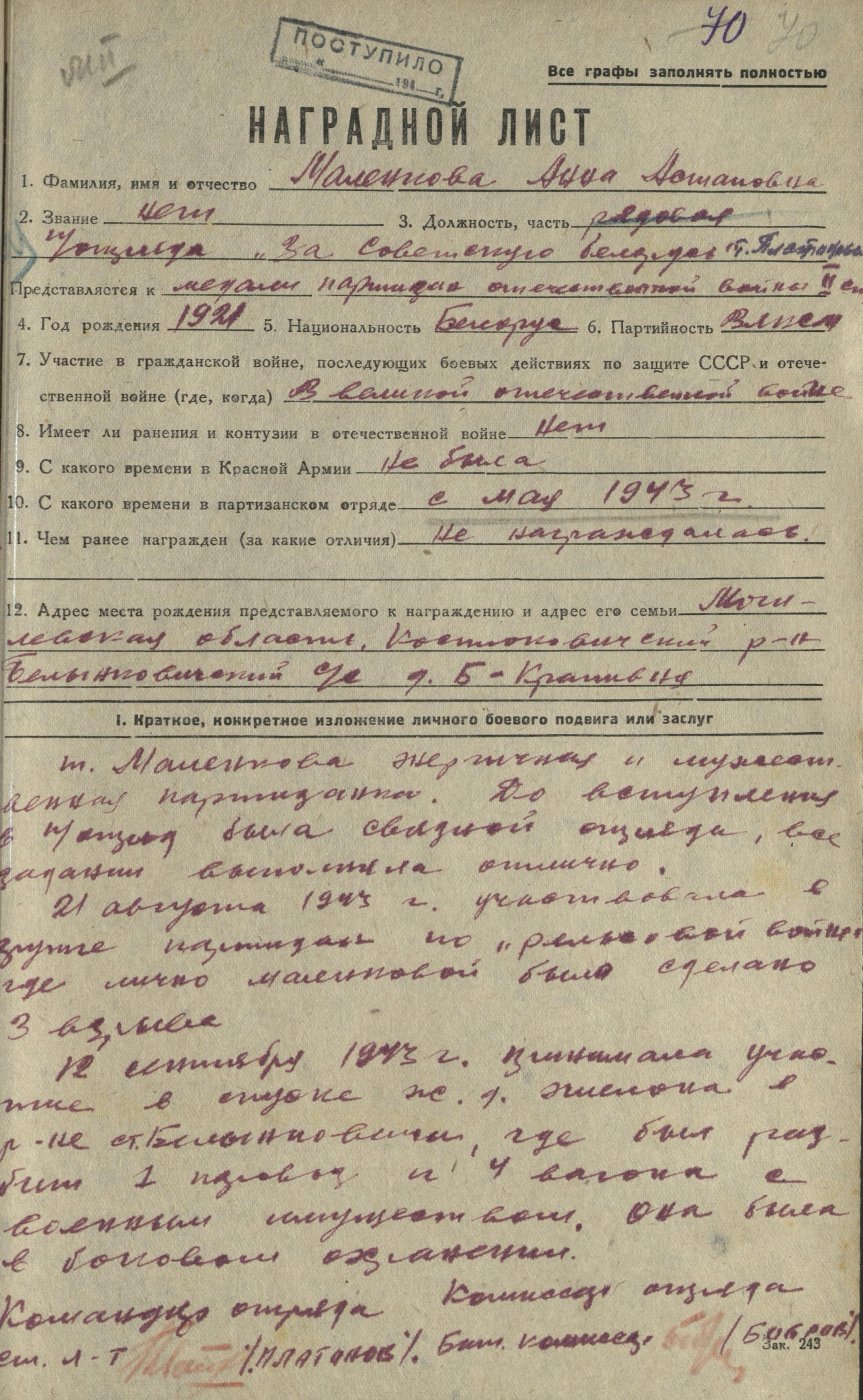 70 70
ПОСТУПИЛО
" 194 г.
Все графы заполнять полностью
НАГРАДНОЙ ЛИСТ
1. Фамилия, имя и отчество Маленкова Анна Астаповна
2. Звание нет 3. Должность, часть рядовая
п/отряда "За Советскую белорус" т. Платонова
Представляется к медали партизан отечественной войны II ст
4. Год рождения 1921 5. Национальность Белорус 6. Партийность ВЛКСМ
7. Участие в гражданской войне, последующих боевых действиях по защите СССР и отече-
ственной войне (где, когда) В великой отечественной войне
8. Имеет ли ранения и контузии в отечественной войне нет
9. С какого времени в Красной Армии не была
10. С какого времени в партизанском отряде с мая 1943 г.
11. Чем ранее награжден (за какие отличия) не награждалась.
12. Адрес места рождения представляемого к награждению и адрес его семьи Моги-
левская область, Костюковичский р-н
Белынковичский с/с д. Б-Крапивня
I. Краткое, конкретное изложение личного боевого подвига или заслуг
т. Маленкова энергичная и мужест-
венная партизанка. До вступления
в п/отряд была связной отряда, все
задания выполняла отлично.
21 августа 1943 г. участвовала в
группе партизан по "рельсовой войне"
где лично Маленковой было сделано
3 взрыва
12 сентября 1943 г. принимала учас-
тие в спуске ж. д. эшелона в
р-не ст. Белынковичи, где был раз-
бит 1 паровоз и 4 вагона с
военным имуществом. Она была
в боковом охранении.
Командир отряда Комиссар отряда
ст. л-т /ПЛАТОНОВ/. Бат. комиссар /Бобров/.
Зак. 243